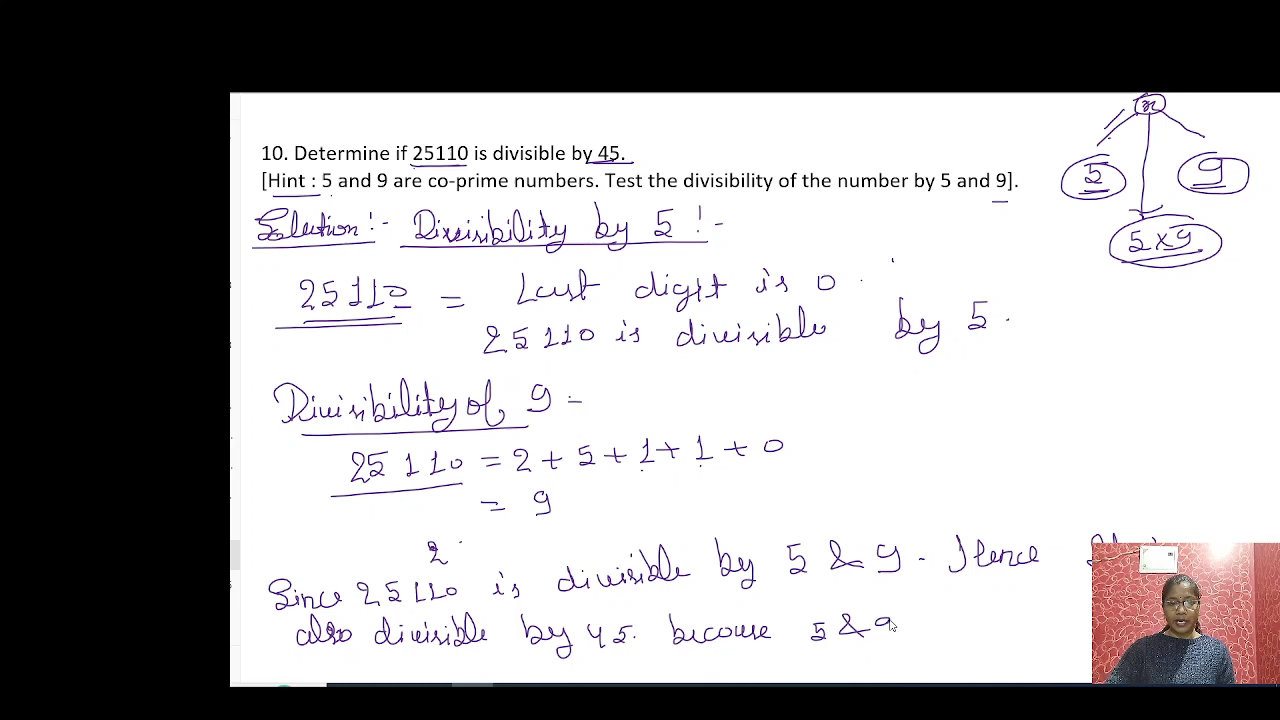 10. Determine if 25110 is divisible by 45.
[Hint : 5 and 9 are co-prime numbers. Test the divisibility of the number by 5 and 9].
5 9
5 x 9
Solution :- Divisibility by 5 :-
25110 = Last digit is 0.
25110 is divisible by 5.
Divisibility of 9 =
25110 = 2 + 5 + 1 + 1 + 0
= 9
2
Since 25110 is divisible by 5 & 9. Hence
also divisible by 45. because 5 & 9